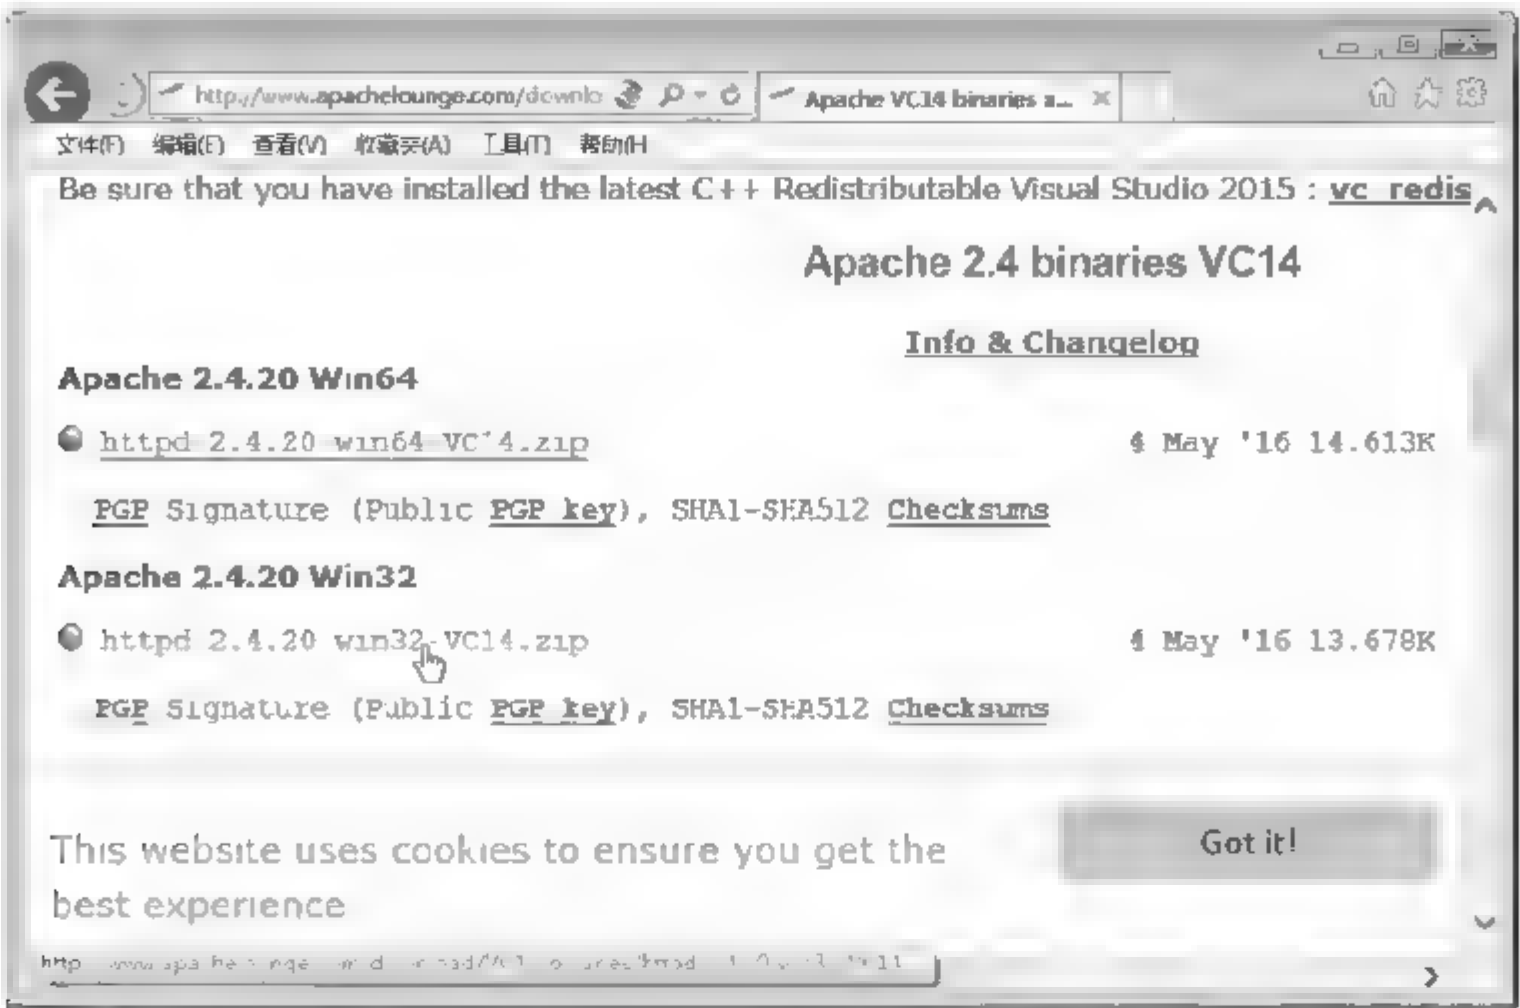 http://www.apachelounge.com/downlo
Apache VC14 binaries a...
文件(F) 编辑(E) 查看(V) 收藏夹(A) 工具(T) 帮助(H
Be sure that you have installed the latest C++ Redistributable Visual Studio 2015 : vc_redis
Apache 2.4 binaries VC14
Info & Changelog
Apache 2.4.20 Win64
httpd-2.4.20-win64-VC14.zip 4 May '16 14.613K
PGP Signature (Public PGP key), SHA1-SHA512 Checksums
Apache 2.4.20 Win32
httpd-2.4.20-win32-VC14.zip 4 May '16 13.678K
PGP Signature (Public PGP key), SHA1-SHA512 Checksums
This website uses cookies to ensure you get the
best experience
Got it!